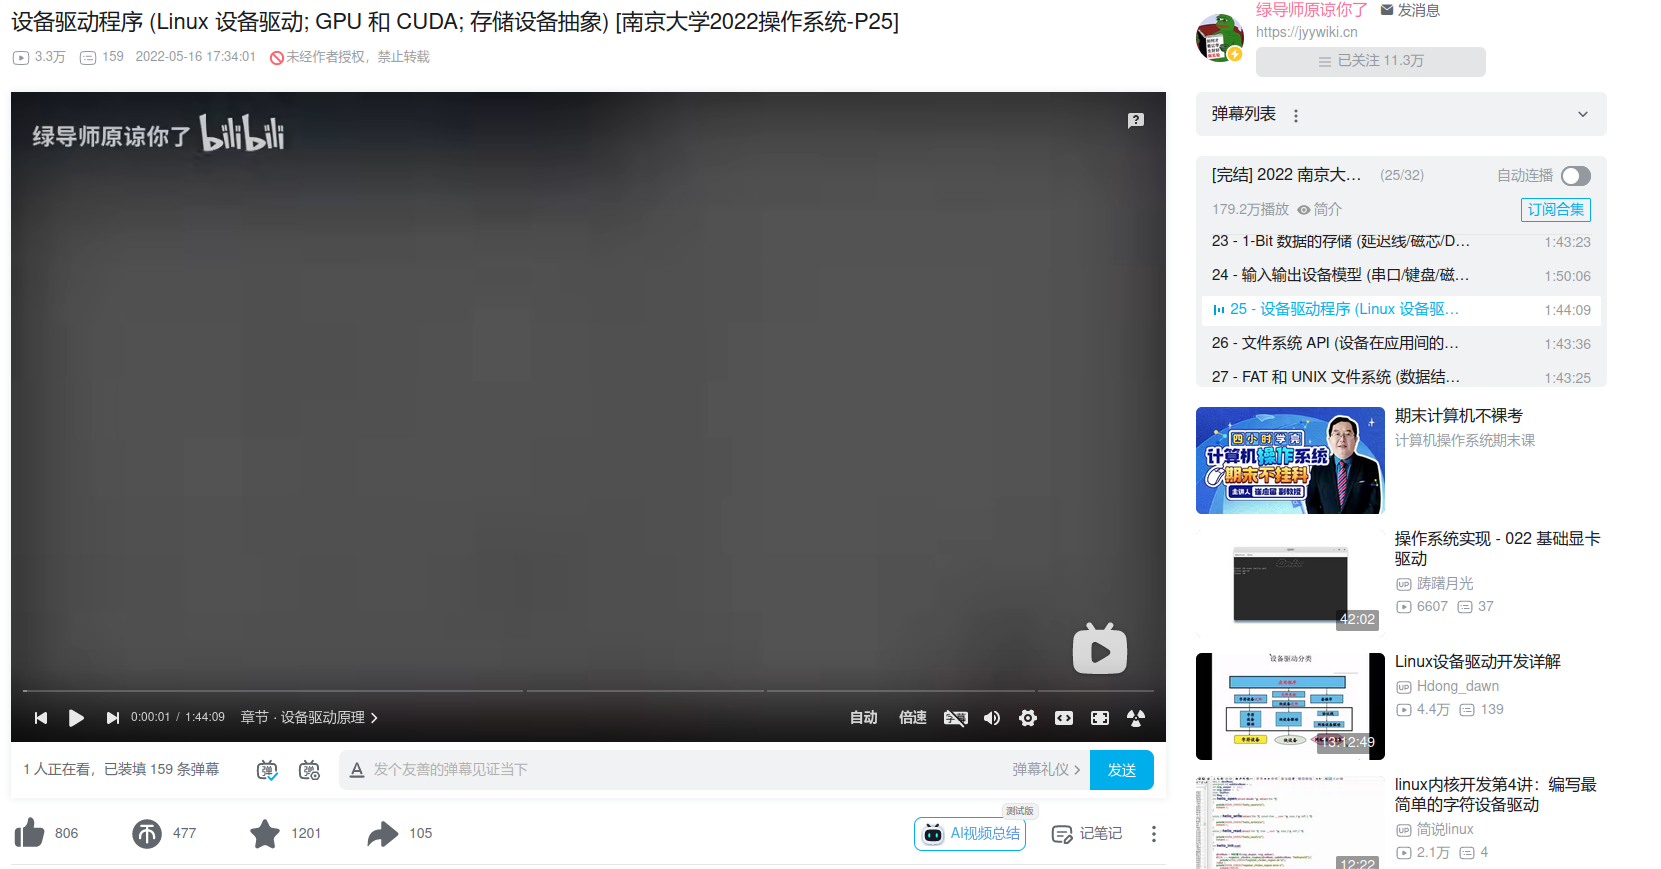 设备驱动程序 (Linux 设备驱动; GPU 和 CUDA; 存储设备抽象) [南京大学2022操作系统-P25]
3.3万 159 2022-05-16 17:34:01 未经作者授权，禁止转载
绿导师原谅你了 bilibili
0:00:01 / 1:44:09 章节 · 设备驱动原理 自动 倍速
1 人正在看，已装填 159 条弹幕 弹 弹 A 发个友善的弹幕见证当下 弹幕礼仪 发送
测试版
806 477 1201 105 AI视频总结 记笔记
绿导师原谅你了 发消息
https://jyywiki.cn
已关注 11.3万
弹幕列表
[完结] 2022 南京大… (25/32) 自动连播
179.2万播放 简介 订阅合集
23 - 1-Bit 数据的存储 (延迟线/磁芯/D… 1:43:23
24 - 输入输出设备模型 (串口/键盘/磁… 1:50:06
25 - 设备驱动程序 (Linux 设备驱… 1:44:09
26 - 文件系统 API (设备在应用间的… 1:43:36
27 - FAT 和 UNIX 文件系统 (数据结… 1:43:25
四小时学完
计算机操作系统
期末不挂科
期末计算机不裸考
计算机操作系统期末课
42:02
操作系统实现 - 022 基础显卡
驱动
踌躇月光
6607 37
设备驱动分类
13:12:49
Linux设备驱动开发详解
Hdong_dawn
4.4万 139
12:22
linux内核开发第4讲：编写最
简单的字符设备驱动
简说linux
2.1万 4